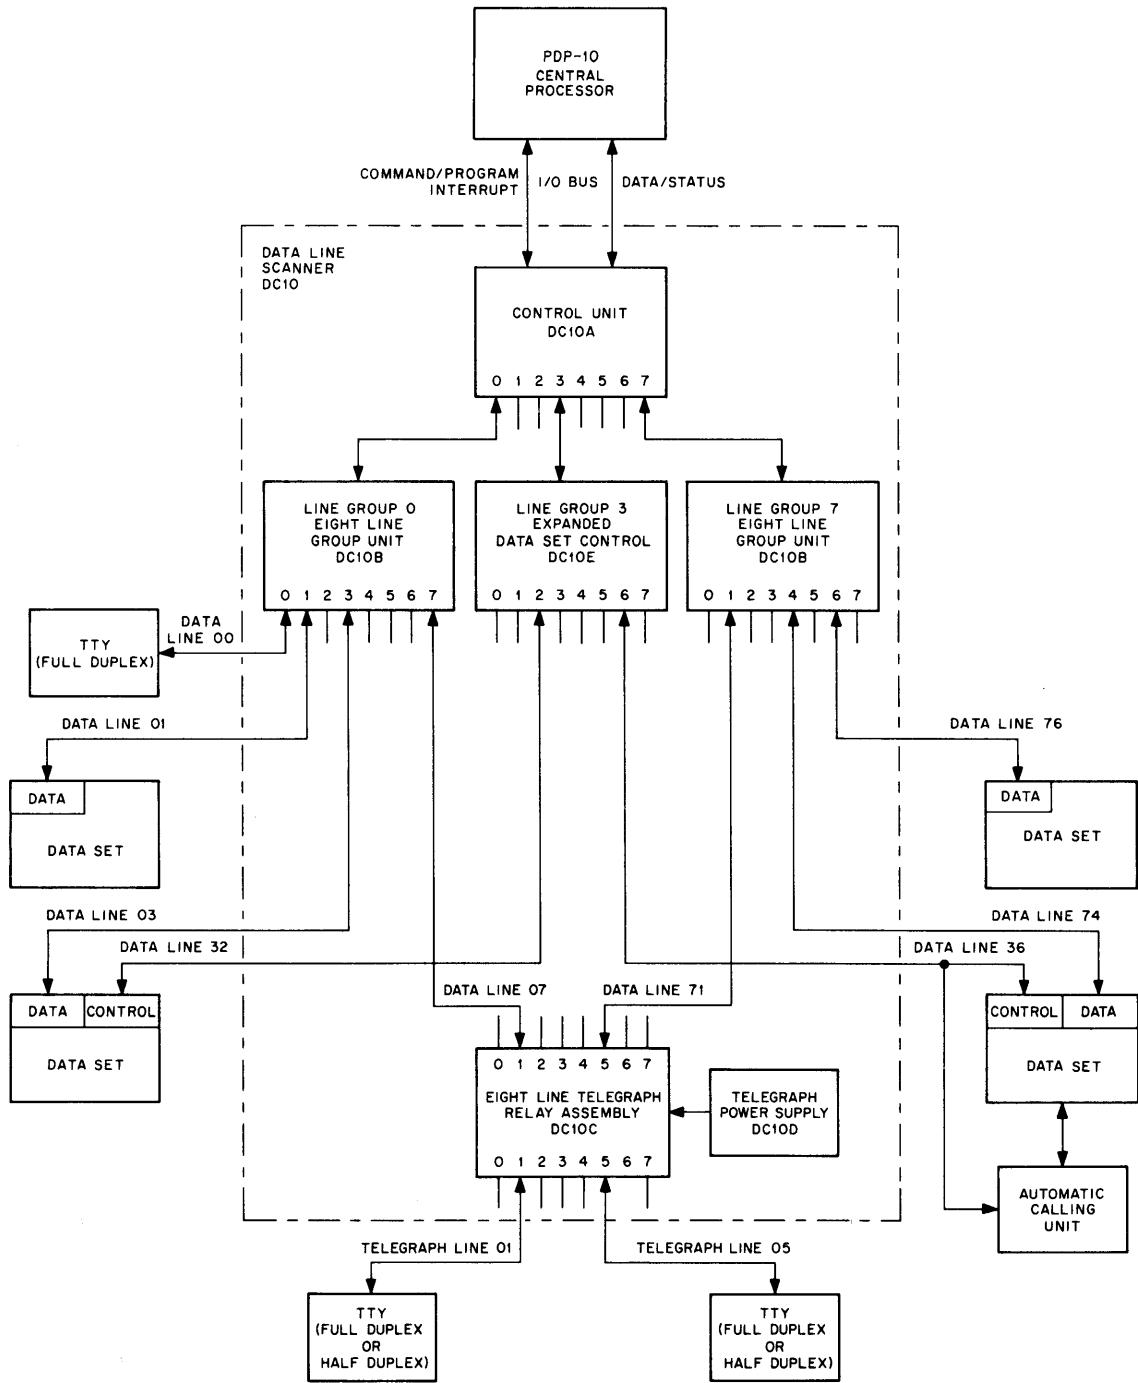 PDP-10
CENTRAL
PROCESSOR
COMMAND/PROGRAM
INTERRUPT
I/O BUS
DATA/STATUS
DATA LINE
SCANNER
DC10
CONTROL UNIT
DC10A
0 1 2 3 4 5 6 7
LINE GROUP 0
EIGHT LINE
GROUP UNIT
DC10B
0 1 2 3 4 5 6 7
LINE GROUP 3
EXPANDED
DATA SET CONTROL
DC10E
0 1 2 3 4 5 6 7
LINE GROUP 7
EIGHT LINE
GROUP UNIT
DC10B
0 1 2 3 4 5 6 7
DATA
LINE 00
TTY
(FULL DUPLEX)
DATA LINE 01
DATA
DATA SET
DATA LINE 76
DATA
DATA SET
DATA LINE 03
DATA LINE 32
DATA CONTROL
DATA SET
DATA LINE 74
DATA LINE 36
CONTROL DATA
DATA SET
DATA LINE 07
DATA LINE 71
0 1 2 3 4 5 6 7
EIGHT LINE TELEGRAPH
RELAY ASSEMBLY
DC10C
0 1 2 3 4 5 6 7
TELEGRAPH
POWER SUPPLY
DC10D
AUTOMATIC
CALLING
UNIT
TELEGRAPH LINE 01
TELEGRAPH LINE 05
TTY
(FULL DUPLEX
OR
HALF DUPLEX)
TTY
(FULL DUPLEX
OR
HALF DUPLEX)